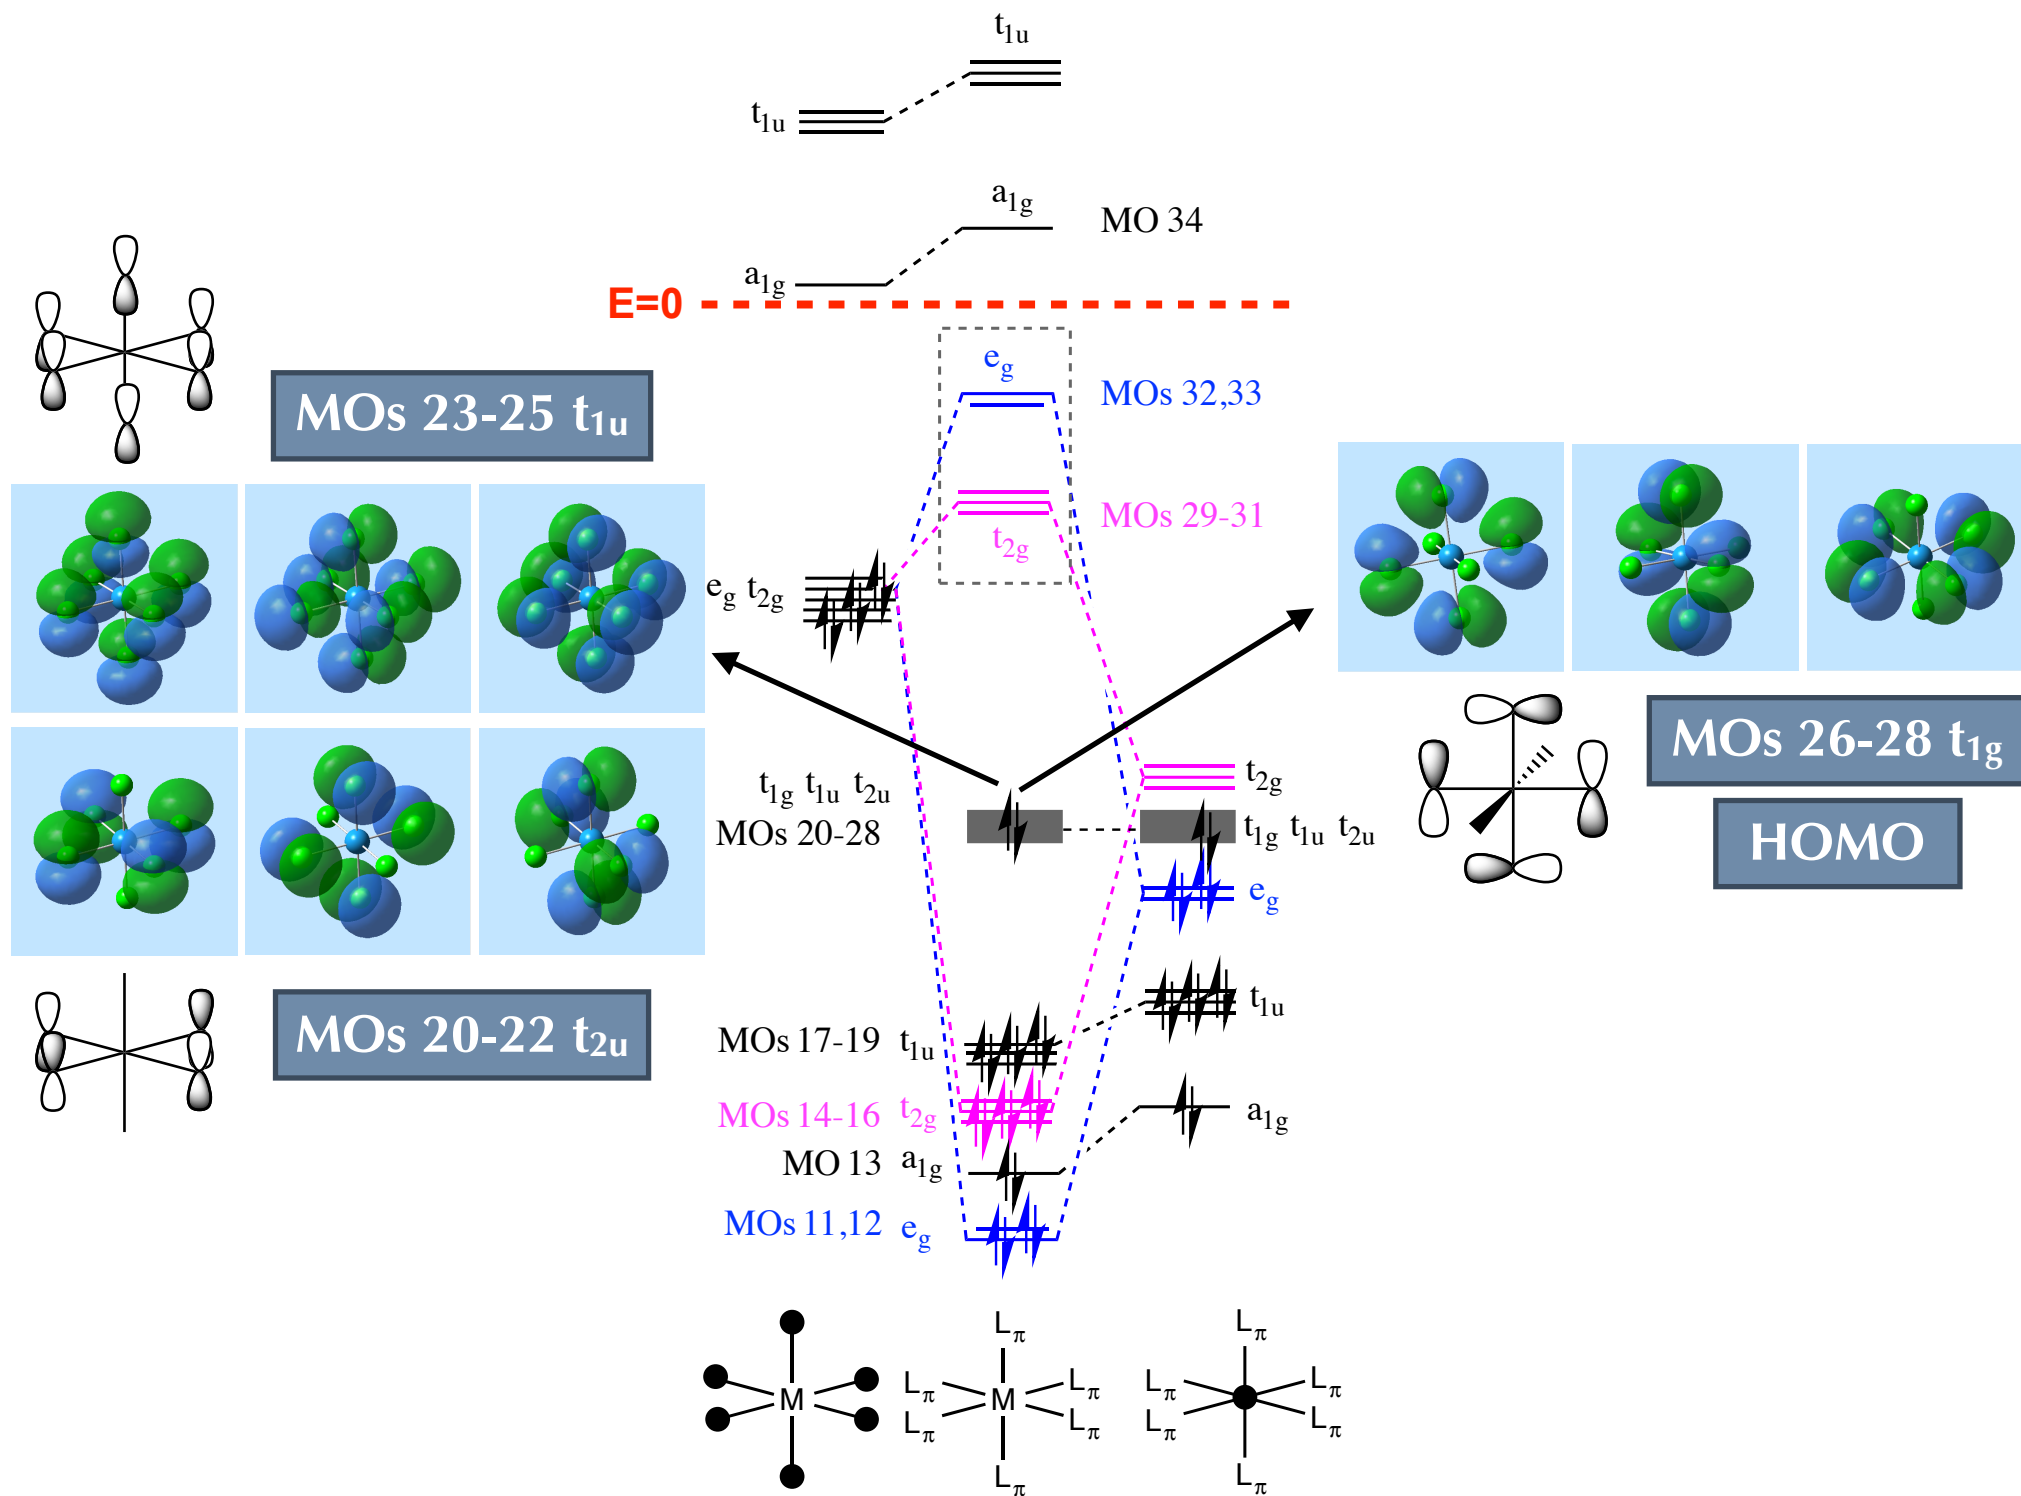 t1u
t1u
a1g
MO 34
a1g
E=0
eg
MOs 32,33
MOs 23-25 t1u
MOs 29-31
t2g
eg t2g
MOs 26-28 t1g
t2g
t1g t1u t2u
MOs 20-28
t1g t1u t2u
HOMO
eg
t1u
MOs 17-19 t1u
MOs 20-22 t2u
MOs 14-16 t2g
a1g
MO 13 a1g
MOs 11,12 eg
Lπ
Lπ
Lπ Lπ
Lπ Lπ
M
M
Lπ Lπ
Lπ Lπ
Lπ
Lπ